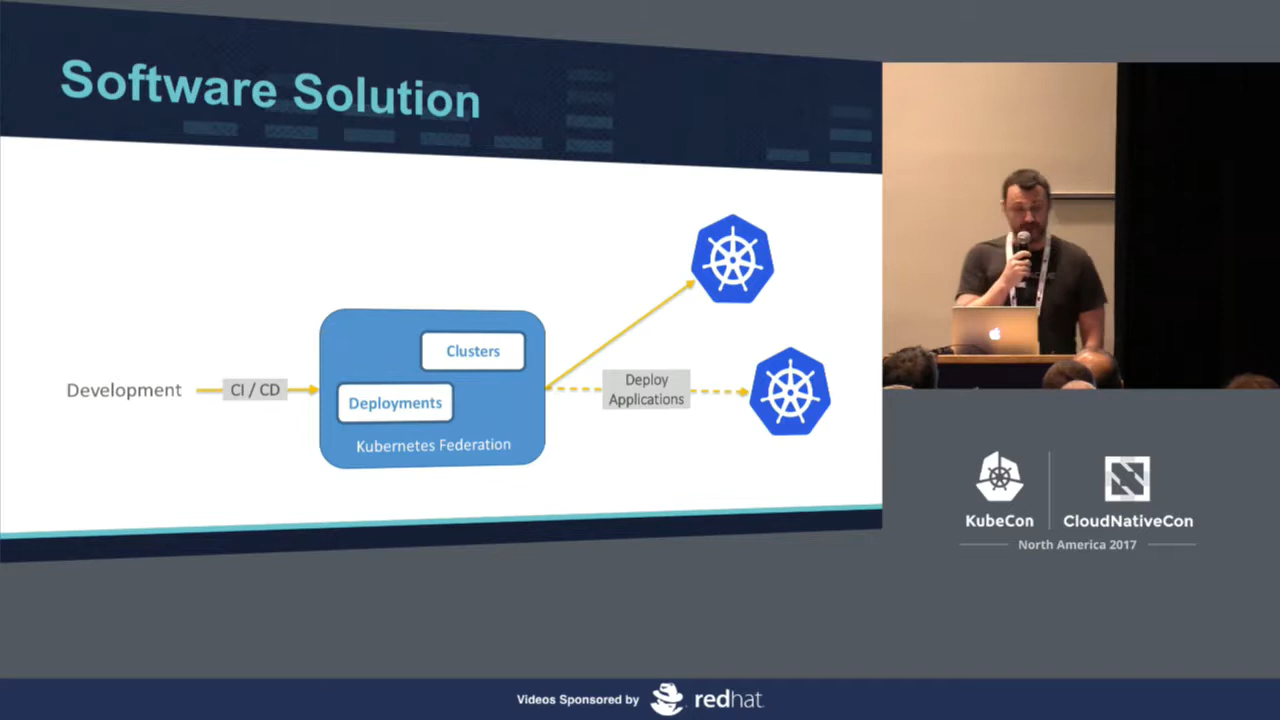 Software Solution
Clusters
Development
CI / CD
Deployments
Deploy
Applications
Kubernetes Federation
KubeCon
CloudNativeCon
North America 2017
Videos Sponsored by
redhat